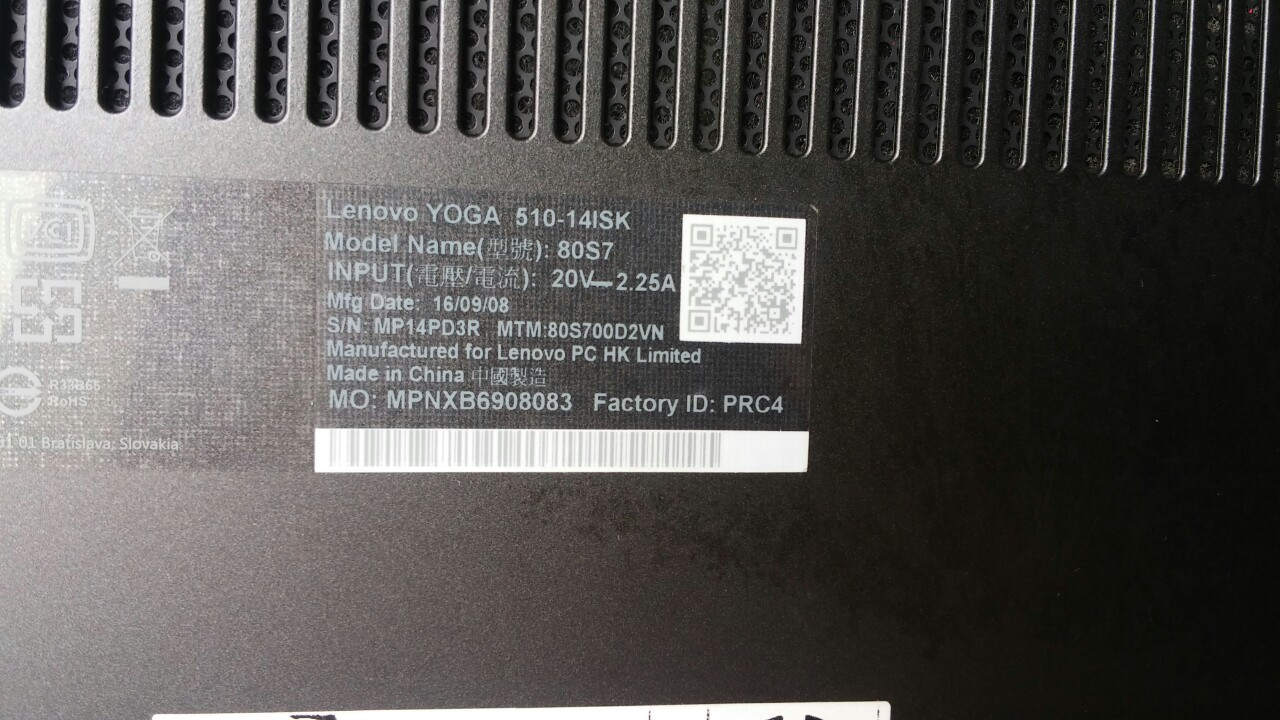 Lenovo YOGA 510-14ISK
Model Name(型號): 80S7
INPUT(電壓/電流): 20V⎓2.25A
Mfg Date: 16/09/08
S/N: MP14PD3R MTM:80S700D2VN
Manufactured for Lenovo PC HK Limited
Made in China 中國製造
MO: MPNXB6908083 Factory ID: PRC4
KCI
R33B65
RoHS
01 Bratislava, Slovakia